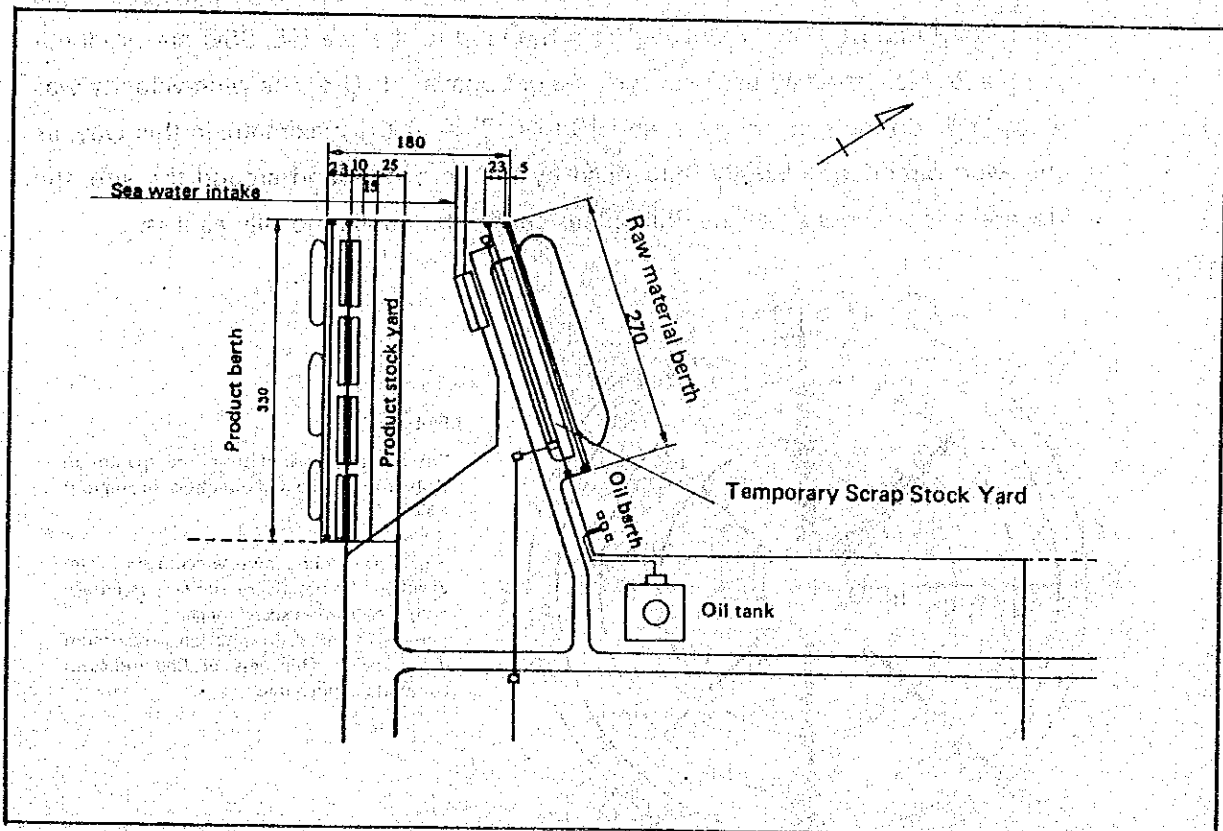 180
23 10 25
15
23 5
Sea water intake
Product berth
330
Product stock yard
Raw material berth
270
Temporary Scrap Stock Yard
Oil berth
Oil tank